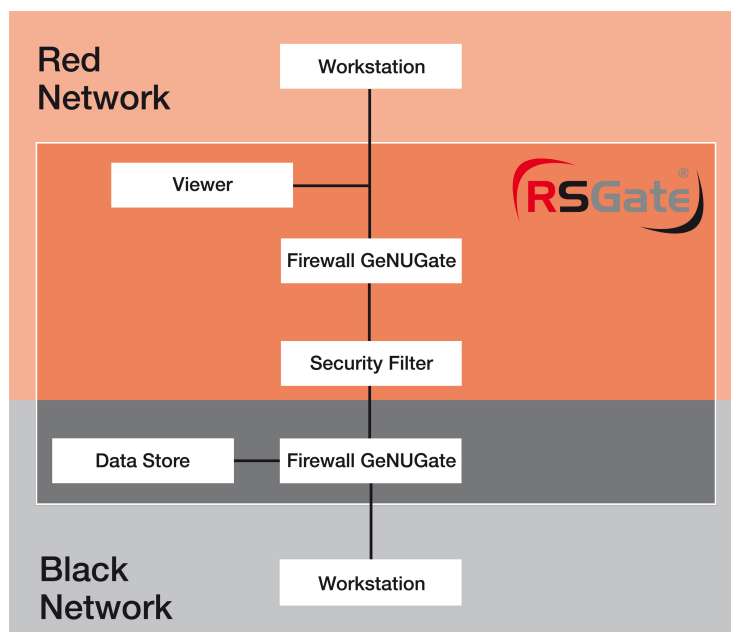 Red
Network
Workstation
Viewer
RSGate®
Firewall GeNUGate
Security Filter
Data Store
Firewall GeNUGate
Black
Network
Workstation